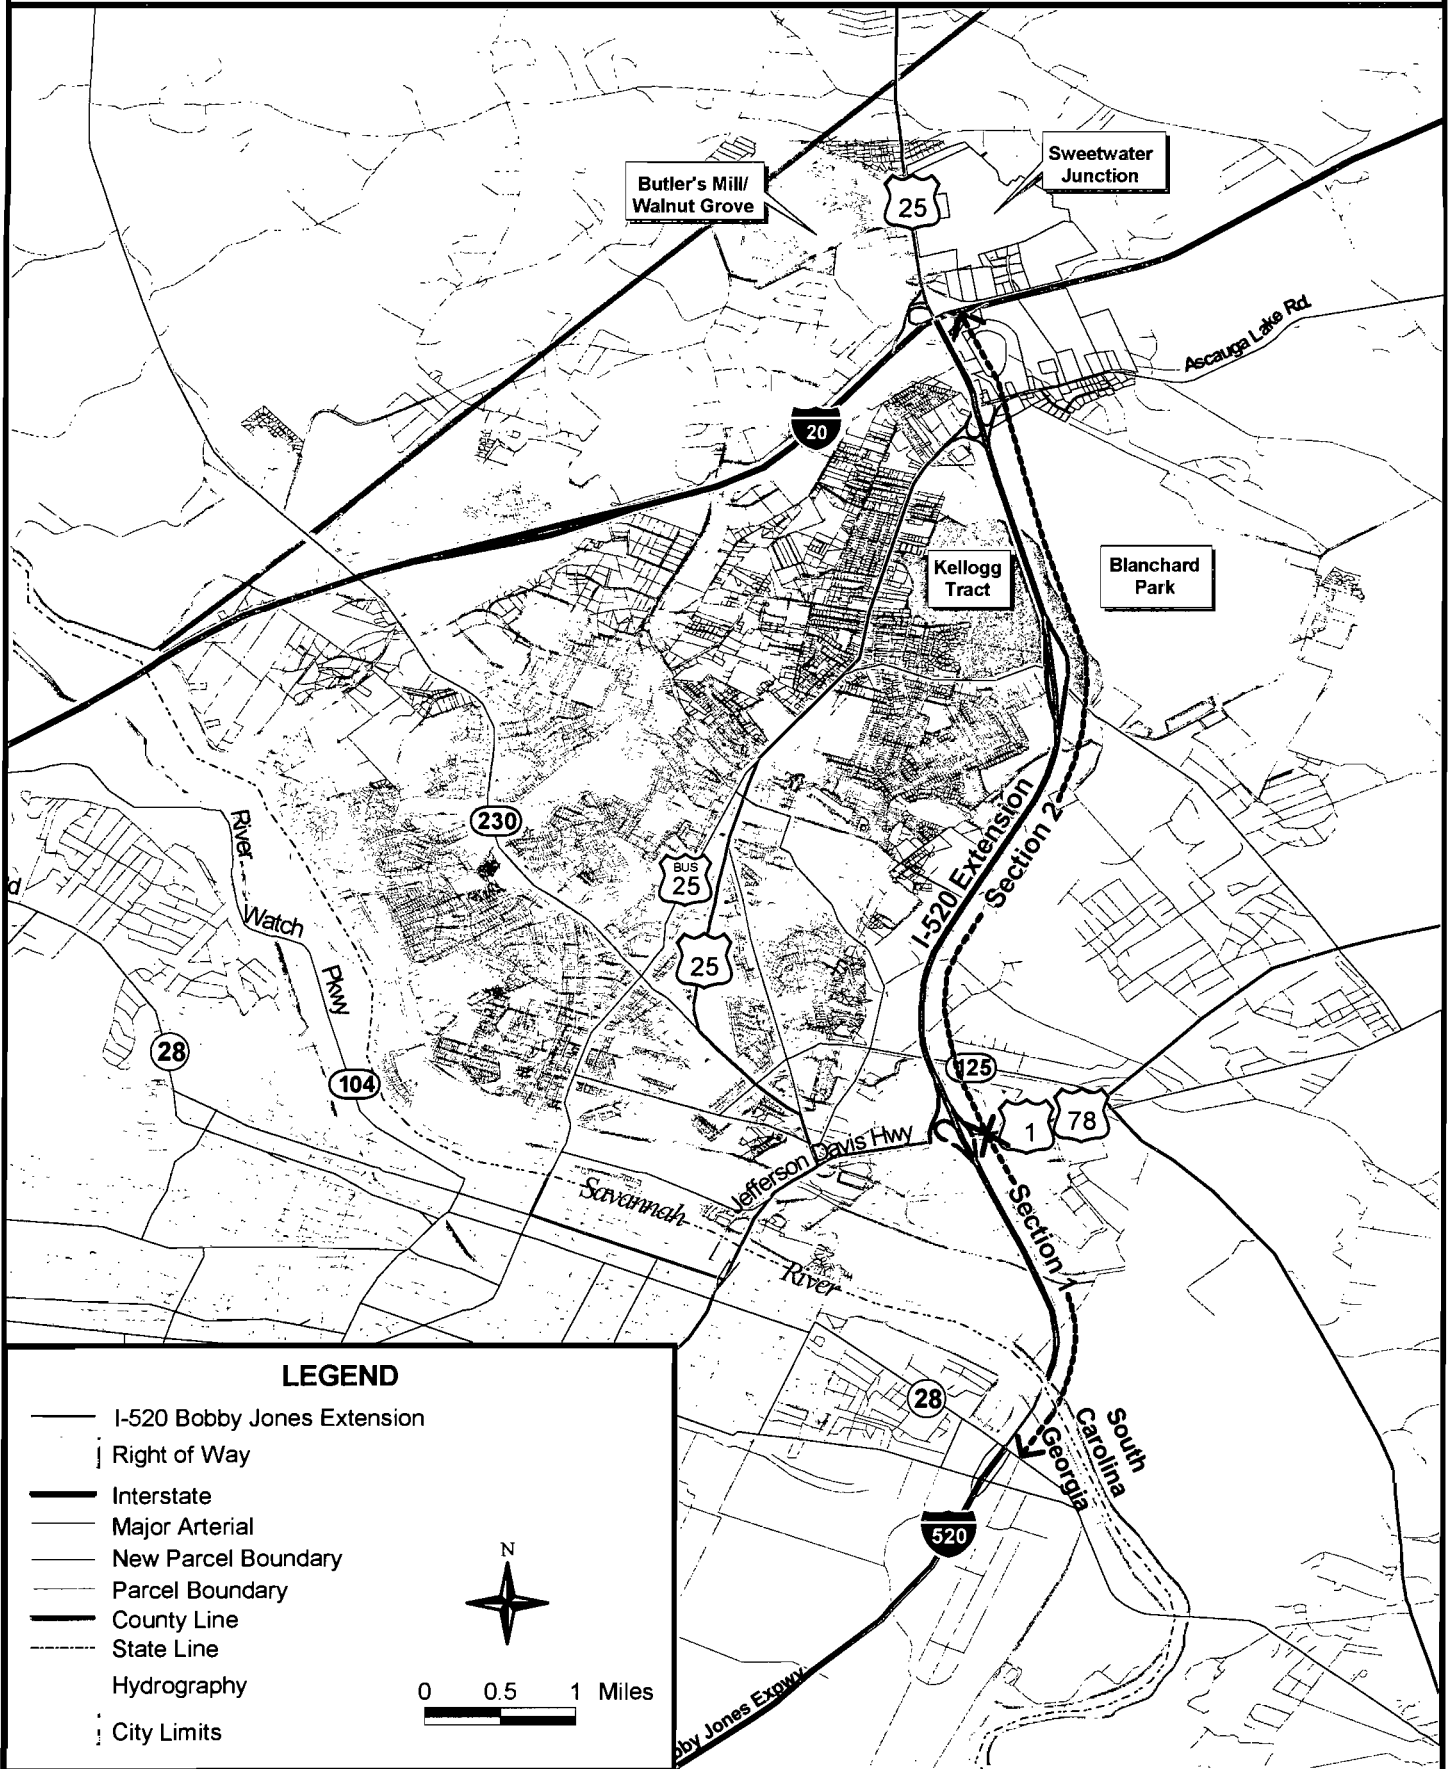 Sweetwater
Junction
Butler's Mill/
Walnut Grove
25
Ascauga Lake Rd.
20
Kellogg
Tract
Blanchard
Park
I-520 Extension
Section 2
River
230
BUS
25
Watch
25
Pkwy
28
125
104
1
78
Jefferson Davis Hwy
Savannah
River
Section 1
28
South
Carolina
Georgia
520
bby Jones Expwy
d
LEGEND
I-520 Bobby Jones Extension
Right of Way
Interstate
Major Arterial
New Parcel Boundary
Parcel Boundary
County Line
State Line
Hydrography
City Limits
N
0 0.5 1 Miles